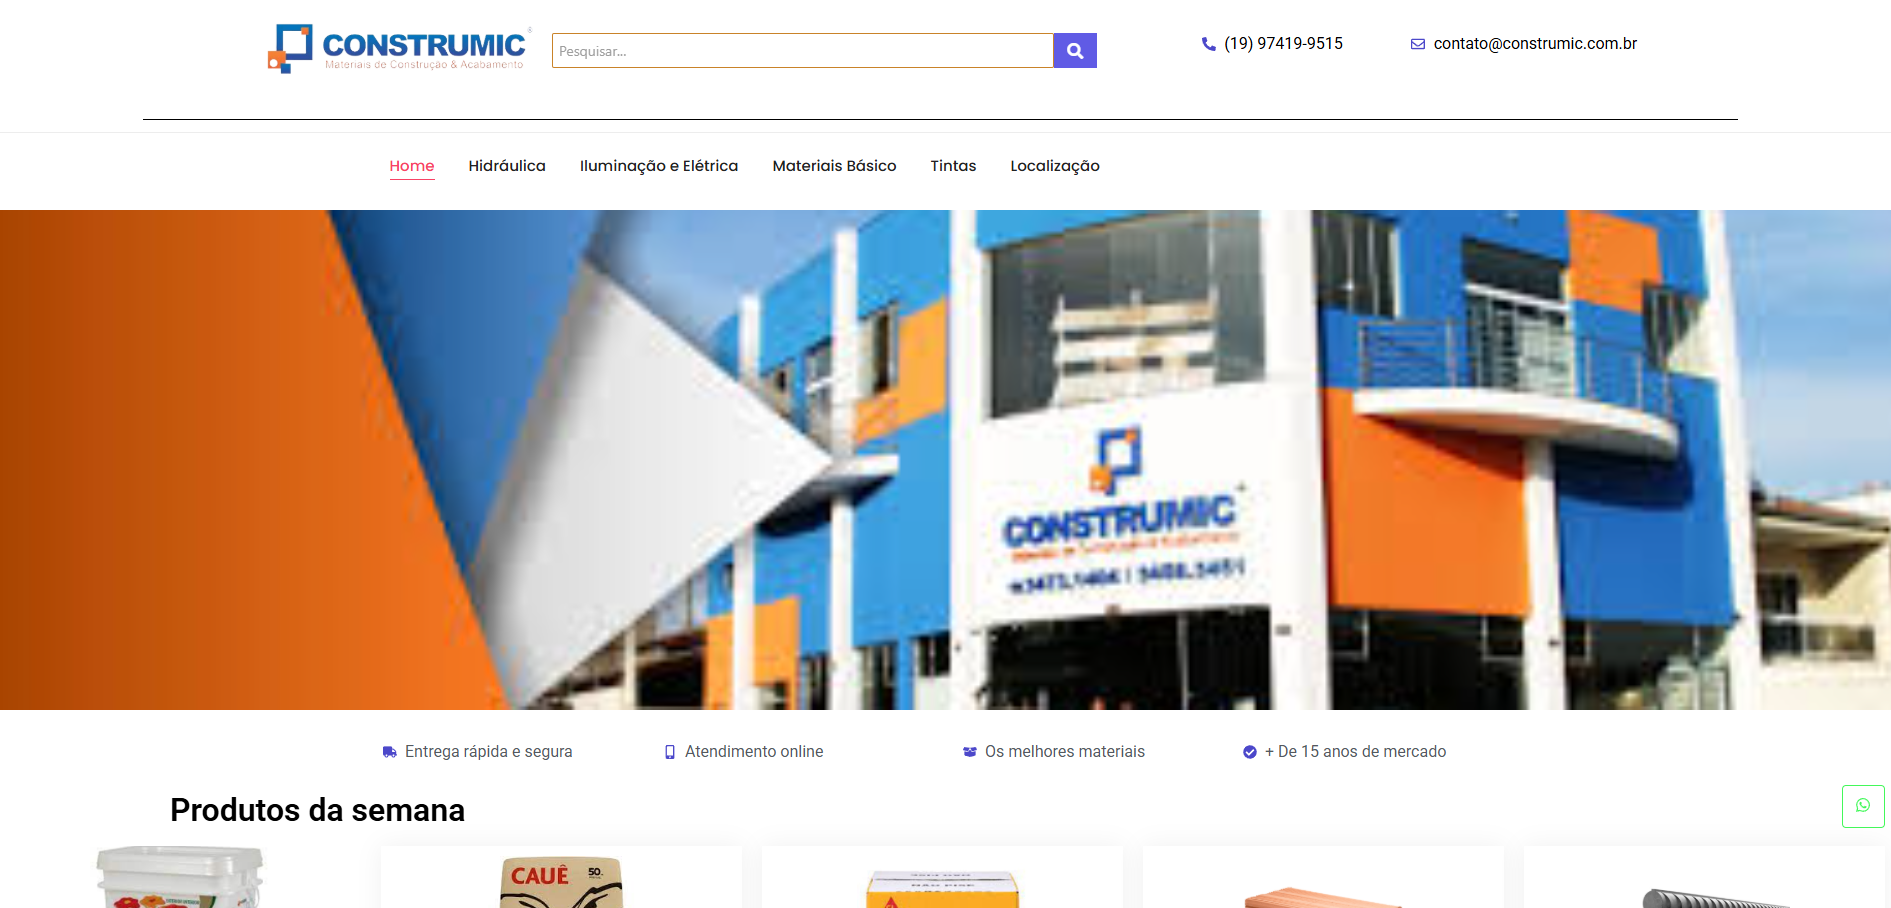 CONSTRUMIC®
Materiais de Construção & Acabamento
Pesquisar...
(19) 97419-9515
contato@construmic.com.br
Home
Hidráulica
Iluminação e Elétrica
Materiais Básico
Tintas
Localização
CONSTRUMIC
Entrega rápida e segura
Atendimento online
Os melhores materiais
+ De 15 anos de mercado
Produtos da semana
CAUÊ
50